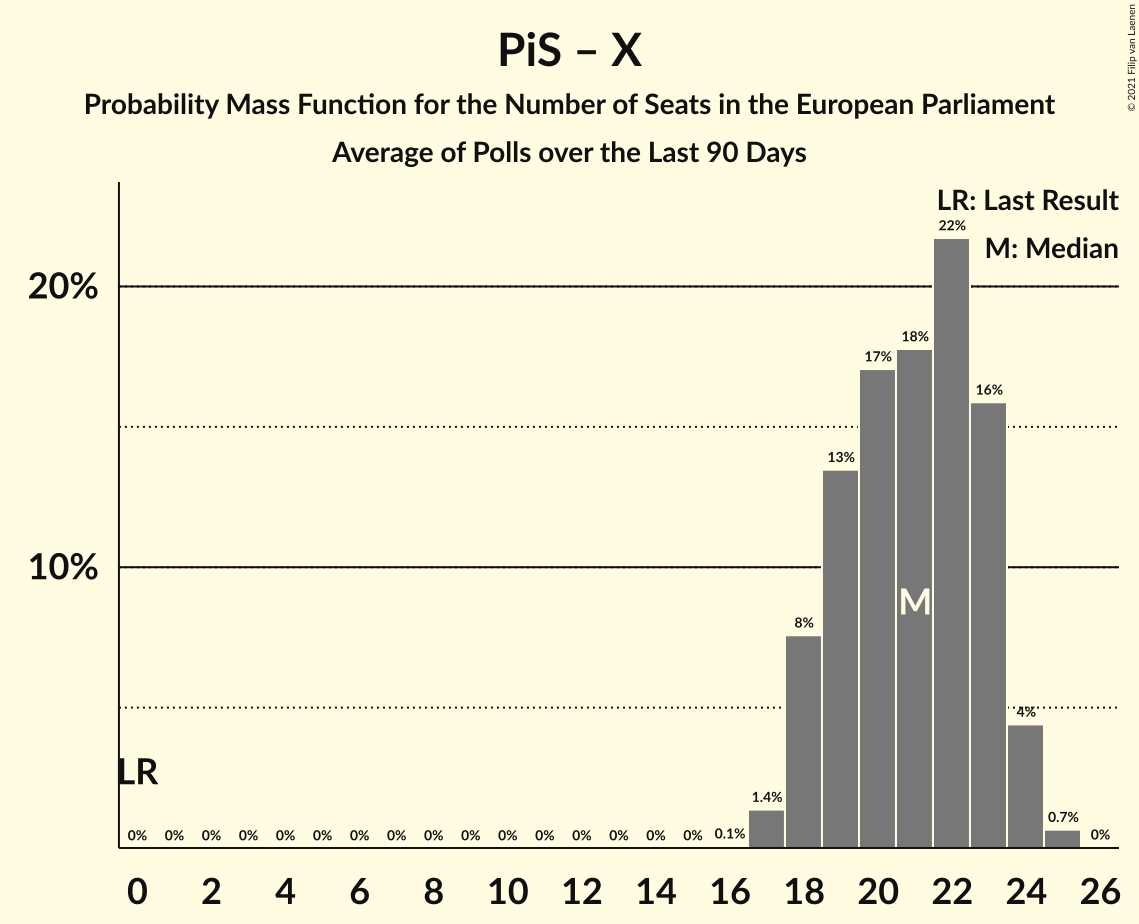 PiS – X
Probability Mass Function for the Number of Seats in the European Parliament
Average of Polls over the Last 90 Days
© 2021 Filip van Laenen
LR: Last Result
M: Median
20%
10%
22%
18%
17%
16%
13%
M
8%
4%
LR
1.4%
0.7%
0% 0% 0% 0% 0% 0% 0% 0% 0% 0% 0% 0% 0% 0% 0% 0% 0.1% 0%
0 2 4 6 8 10 12 14 16 18 20 22 24 26